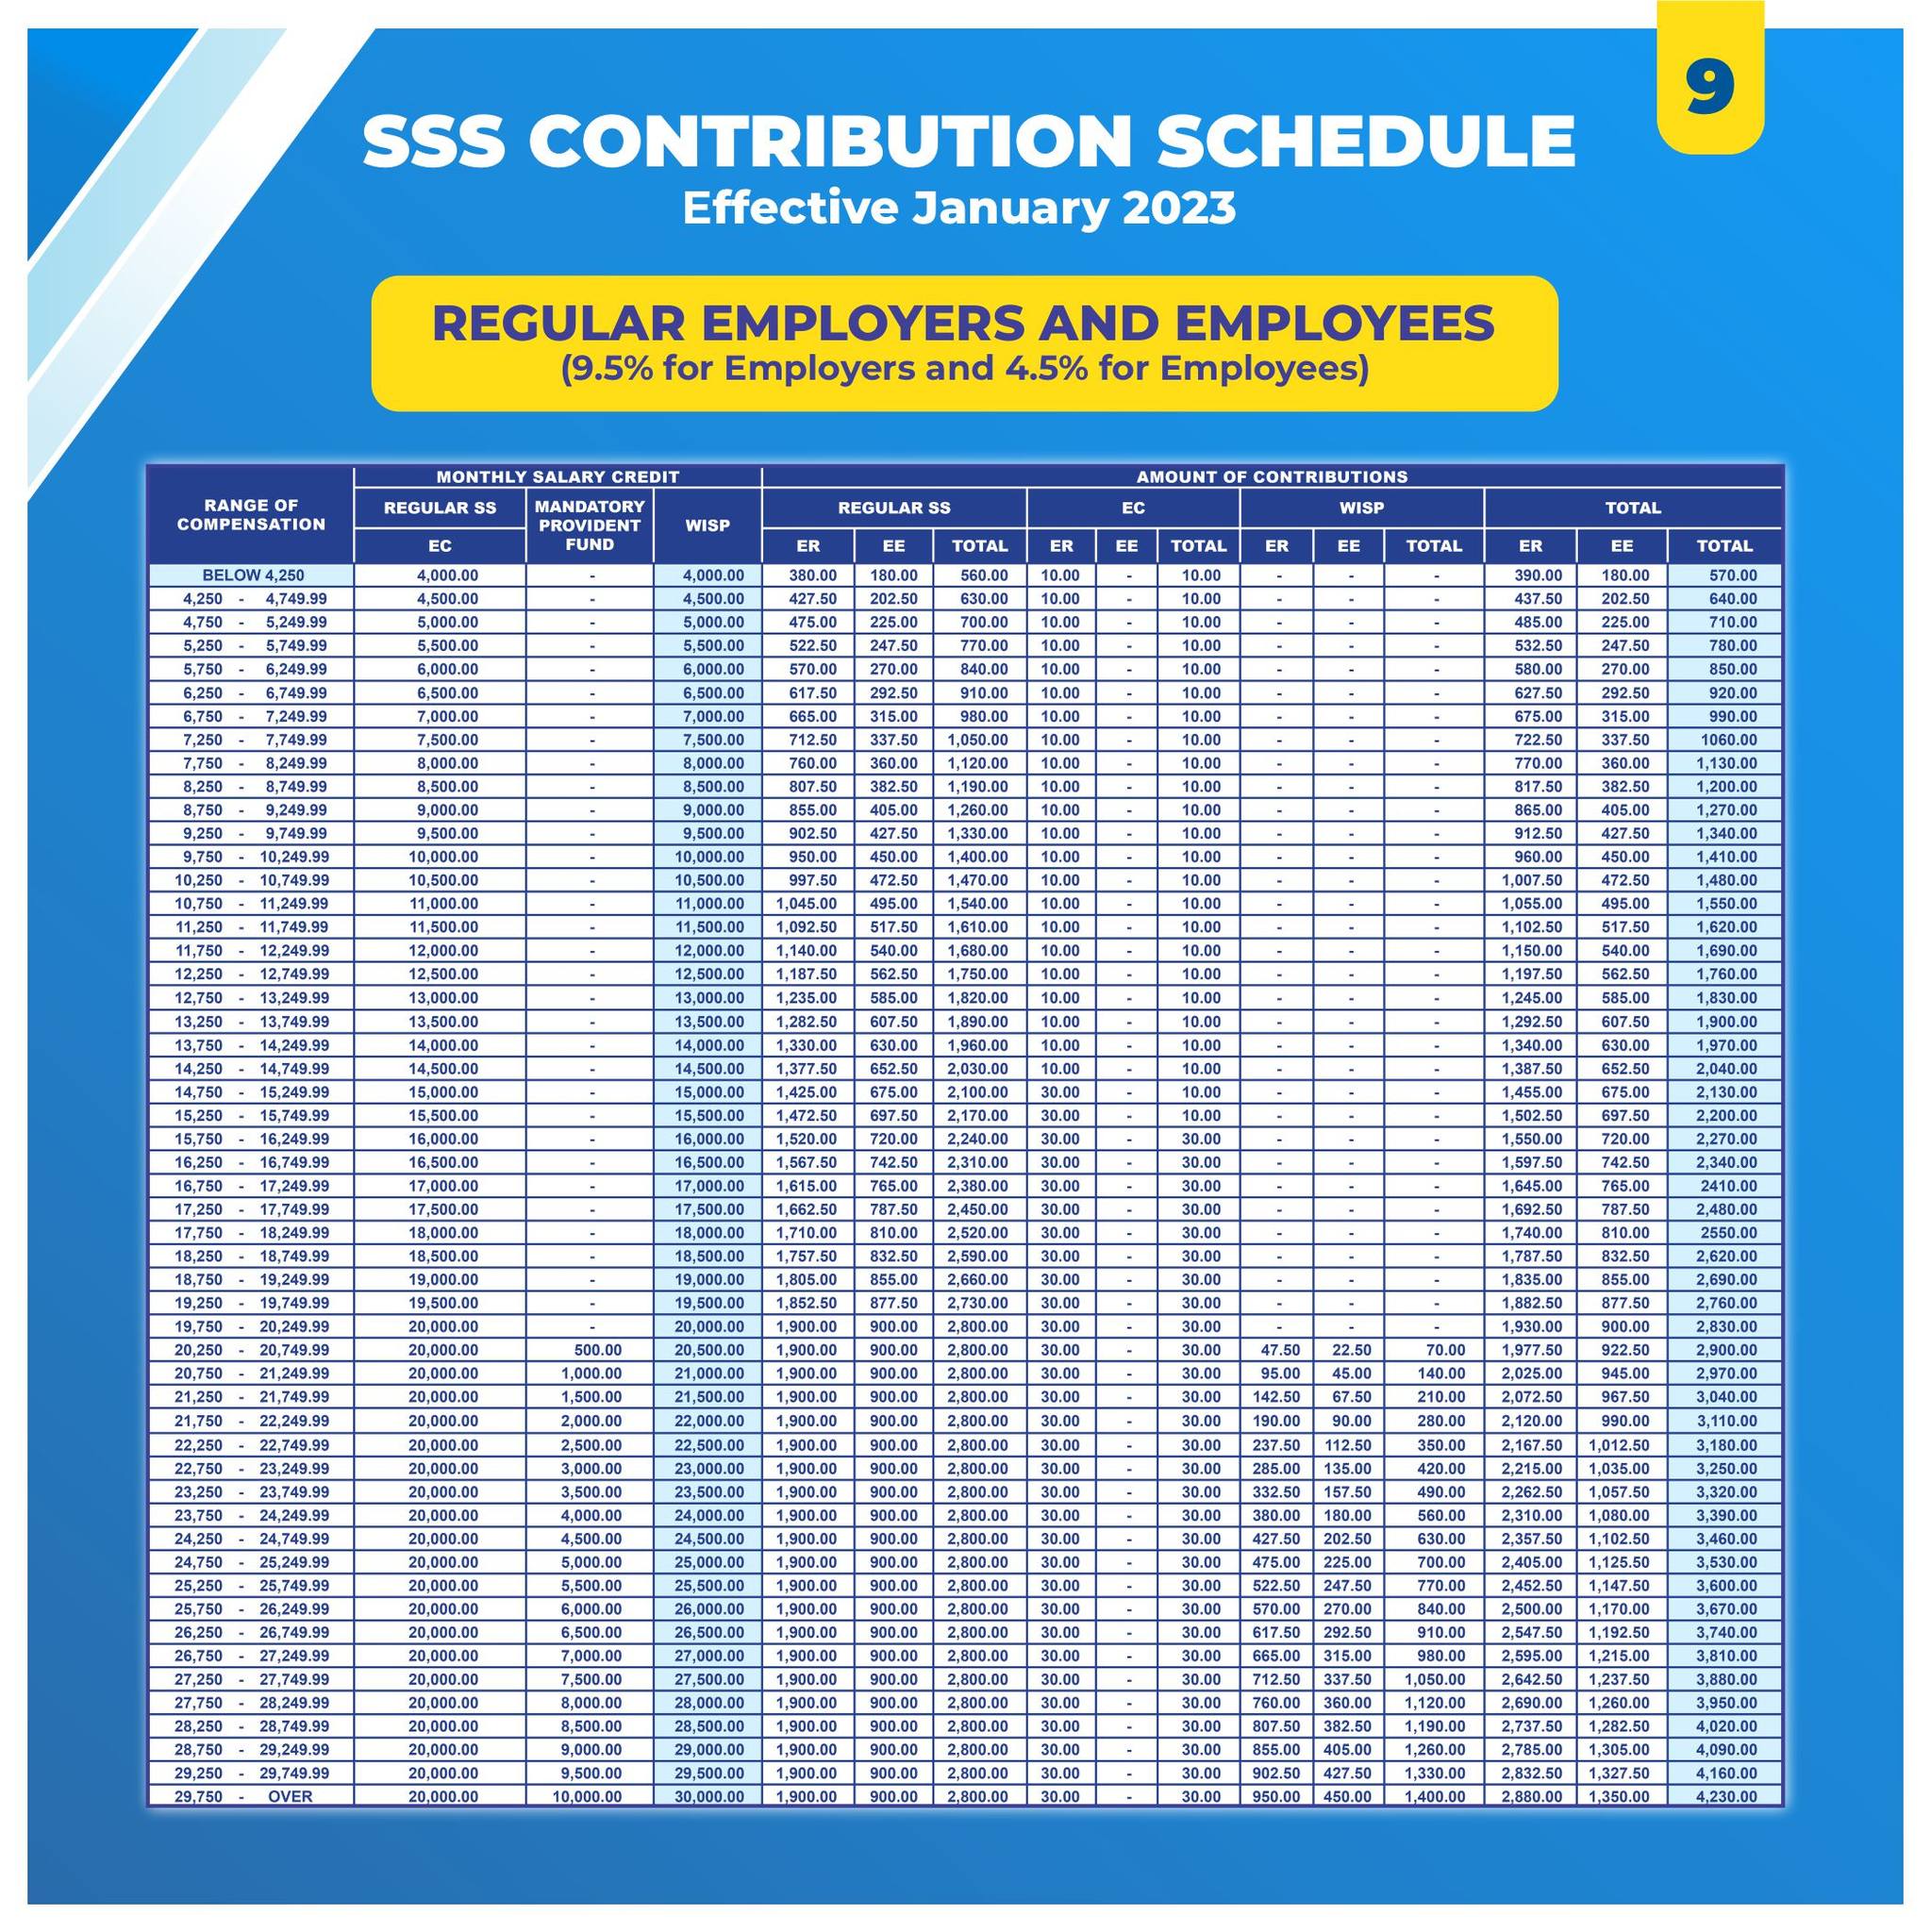 9
SSS CONTRIBUTION SCHEDULE
Effective January 2023
REGULAR EMPLOYERS AND EMPLOYEES
(9.5% for Employers and 4.5% for Employees)
RANGE OF COMPENSATION MONTHLY SALARY CREDIT AMOUNT OF CONTRIBUTIONS
REGULAR SS MANDATORY PROVIDENT FUND WISP REGULAR SS EC WISP TOTAL
EC ER EE TOTAL ER EE TOTAL ER EE TOTAL ER EE TOTAL
BELOW 4,250 4,000.00 - 4,000.00 380.00 180.00 560.00 10.00 - 10.00 - - - 390.00 180.00 570.00
4,250 - 4,749.99 4,500.00 - 4,500.00 427.50 202.50 630.00 10.00 - 10.00 - - - 437.50 202.50 640.00
4,750 - 5,249.99 5,000.00 - 5,000.00 475.00 225.00 700.00 10.00 - 10.00 - - - 485.00 225.00 710.00
5,250 - 5,749.99 5,500.00 - 5,500.00 522.50 247.50 770.00 10.00 - 10.00 - - - 532.50 247.50 780.00
5,750 - 6,249.99 6,000.00 - 6,000.00 570.00 270.00 840.00 10.00 - 10.00 - - - 580.00 270.00 850.00
6,250 - 6,749.99 6,500.00 - 6,500.00 617.50 292.50 910.00 10.00 - 10.00 - - - 627.50 292.50 920.00
6,750 - 7,249.99 7,000.00 - 7,000.00 665.00 315.00 980.00 10.00 - 10.00 - - - 675.00 315.00 990.00
7,250 - 7,749.99 7,500.00 - 7,500.00 712.50 337.50 1,050.00 10.00 - 10.00 - - - 722.50 337.50 1060.00
7,750 - 8,249.99 8,000.00 - 8,000.00 760.00 360.00 1,120.00 10.00 - 10.00 - - - 770.00 360.00 1,130.00
8,250 - 8,749.99 8,500.00 - 8,500.00 807.50 382.50 1,190.00 10.00 - 10.00 - - - 817.50 382.50 1,200.00
8,750 - 9,249.99 9,000.00 - 9,000.00 855.00 405.00 1,260.00 10.00 - 10.00 - - - 865.00 405.00 1,270.00
9,250 - 9,749.99 9,500.00 - 9,500.00 902.50 427.50 1,330.00 10.00 - 10.00 - - - 912.50 427.50 1,340.00
9,750 - 10,249.99 10,000.00 - 10,000.00 950.00 450.00 1,400.00 10.00 - 10.00 - - - 960.00 450.00 1,410.00
10,250 - 10,749.99 10,500.00 - 10,500.00 997.50 472.50 1,470.00 10.00 - 10.00 - - - 1,007.50 472.50 1,480.00
10,750 - 11,249.99 11,000.00 - 11,000.00 1,045.00 495.00 1,540.00 10.00 - 10.00 - - - 1,055.00 495.00 1,550.00
11,250 - 11,749.99 11,500.00 - 11,500.00 1,092.50 517.50 1,610.00 10.00 - 10.00 - - - 1,102.50 517.50 1,620.00
11,750 - 12,249.99 12,000.00 - 12,000.00 1,140.00 540.00 1,680.00 10.00 - 10.00 - - - 1,150.00 540.00 1,690.00
12,250 - 12,749.99 12,500.00 - 12,500.00 1,187.50 562.50 1,750.00 10.00 - 10.00 - - - 1,197.50 562.50 1,760.00
12,750 - 13,249.99 13,000.00 - 13,000.00 1,235.00 585.00 1,820.00 10.00 - 10.00 - - - 1,245.00 585.00 1,830.00
13,250 - 13,749.99 13,500.00 - 13,500.00 1,282.50 607.50 1,890.00 10.00 - 10.00 - - - 1,292.50 607.50 1,900.00
13,750 - 14,249.99 14,000.00 - 14,000.00 1,330.00 630.00 1,960.00 10.00 - 10.00 - - - 1,340.00 630.00 1,970.00
14,250 - 14,749.99 14,500.00 - 14,500.00 1,377.50 652.50 2,030.00 10.00 - 10.00 - - - 1,387.50 652.50 2,040.00
14,750 - 15,249.99 15,000.00 - 15,000.00 1,425.00 675.00 2,100.00 30.00 - 10.00 - - - 1,455.00 675.00 2,130.00
15,250 - 15,749.99 15,500.00 - 15,500.00 1,472.50 697.50 2,170.00 30.00 - 10.00 - - - 1,502.50 697.50 2,200.00
15,750 - 16,249.99 16,000.00 - 16,000.00 1,520.00 720.00 2,240.00 30.00 - 30.00 - - - 1,550.00 720.00 2,270.00
16,250 - 16,749.99 16,500.00 - 16,500.00 1,567.50 742.50 2,310.00 30.00 - 30.00 - - - 1,597.50 742.50 2,340.00
16,750 - 17,249.99 17,000.00 - 17,000.00 1,615.00 765.00 2,380.00 30.00 - 30.00 - - - 1,645.00 765.00 2410.00
17,250 - 17,749.99 17,500.00 - 17,500.00 1,662.50 787.50 2,450.00 30.00 - 30.00 - - - 1,692.50 787.50 2,480.00
17,750 - 18,249.99 18,000.00 - 18,000.00 1,710.00 810.00 2,520.00 30.00 - 30.00 - - - 1,740.00 810.00 2550.00
18,250 - 18,749.99 18,500.00 - 18,500.00 1,757.50 832.50 2,590.00 30.00 - 30.00 - - - 1,787.50 832.50 2,620.00
18,750 - 19,249.99 19,000.00 - 19,000.00 1,805.00 855.00 2,660.00 30.00 - 30.00 - - - 1,835.00 855.00 2,690.00
19,250 - 19,749.99 19,500.00 - 19,500.00 1,852.50 877.50 2,730.00 30.00 - 30.00 - - - 1,882.50 877.50 2,760.00
19,750 - 20,249.99 20,000.00 - 20,000.00 1,900.00 900.00 2,800.00 30.00 - 30.00 - - - 1,930.00 900.00 2,830.00
20,250 - 20,749.99 20,000.00 500.00 20,500.00 1,900.00 900.00 2,800.00 30.00 - 30.00 47.50 22.50 70.00 1,977.50 922.50 2,900.00
20,750 - 21,249.99 20,000.00 1,000.00 21,000.00 1,900.00 900.00 2,800.00 30.00 - 30.00 95.00 45.00 140.00 2,025.00 945.00 2,970.00
21,250 - 21,749.99 20,000.00 1,500.00 21,500.00 1,900.00 900.00 2,800.00 30.00 - 30.00 142.50 67.50 210.00 2,072.50 967.50 3,040.00
21,750 - 22,249.99 20,000.00 2,000.00 22,000.00 1,900.00 900.00 2,800.00 30.00 - 30.00 190.00 90.00 280.00 2,120.00 990.00 3,110.00
22,250 - 22,749.99 20,000.00 2,500.00 22,500.00 1,900.00 900.00 2,800.00 30.00 - 30.00 237.50 112.50 350.00 2,167.50 1,012.50 3,180.00
22,750 - 23,249.99 20,000.00 3,000.00 23,000.00 1,900.00 900.00 2,800.00 30.00 - 30.00 285.00 135.00 420.00 2,215.00 1,035.00 3,250.00
23,250 - 23,749.99 20,000.00 3,500.00 23,500.00 1,900.00 900.00 2,800.00 30.00 - 30.00 332.50 157.50 490.00 2,262.50 1,057.50 3,320.00
23,750 - 24,249.99 20,000.00 4,000.00 24,000.00 1,900.00 900.00 2,800.00 30.00 - 30.00 380.00 180.00 560.00 2,310.00 1,080.00 3,390.00
24,250 - 24,749.99 20,000.00 4,500.00 24,500.00 1,900.00 900.00 2,800.00 30.00 - 30.00 427.50 202.50 630.00 2,357.50 1,102.50 3,460.00
24,750 - 25,249.99 20,000.00 5,000.00 25,000.00 1,900.00 900.00 2,800.00 30.00 - 30.00 475.00 225.00 700.00 2,405.00 1,125.50 3,530.00
25,250 - 25,749.99 20,000.00 5,500.00 25,500.00 1,900.00 900.00 2,800.00 30.00 - 30.00 522.50 247.50 770.00 2,452.50 1,147.50 3,600.00
25,750 - 26,249.99 20,000.00 6,000.00 26,000.00 1,900.00 900.00 2,800.00 30.00 - 30.00 570.00 270.00 840.00 2,500.00 1,170.00 3,670.00
26,250 - 26,749.99 20,000.00 6,500.00 26,500.00 1,900.00 900.00 2,800.00 30.00 - 30.00 617.50 292.50 910.00 2,547.50 1,192.50 3,740.00
26,750 - 27,249.99 20,000.00 7,000.00 27,000.00 1,900.00 900.00 2,800.00 30.00 - 30.00 665.00 315.00 980.00 2,595.00 1,215.00 3,810.00
27,250 - 27,749.99 20,000.00 7,500.00 27,500.00 1,900.00 900.00 2,800.00 30.00 - 30.00 712.50 337.50 1,050.00 2,642.50 1,237.50 3,880.00
27,750 - 28,249.99 20,000.00 8,000.00 28,000.00 1,900.00 900.00 2,800.00 30.00 - 30.00 760.00 360.00 1,120.00 2,690.00 1,260.00 3,950.00
28,250 - 28,749.99 20,000.00 8,500.00 28,500.00 1,900.00 900.00 2,800.00 30.00 - 30.00 807.50 382.50 1,190.00 2,737.50 1,282.50 4,020.00
28,750 - 29,249.99 20,000.00 9,000.00 29,000.00 1,900.00 900.00 2,800.00 30.00 - 30.00 855.00 405.00 1,260.00 2,785.00 1,305.00 4,090.00
29,250 - 29,749.99 20,000.00 9,500.00 29,500.00 1,900.00 900.00 2,800.00 30.00 - 30.00 902.50 427.50 1,330.00 2,832.50 1,327.50 4,160.00
29,750 - OVER 20,000.00 10,000.00 30,000.00 1,900.00 900.00 2,800.00 30.00 - 30.00 950.00 450.00 1,400.00 2,880.00 1,350.00 4,230.00